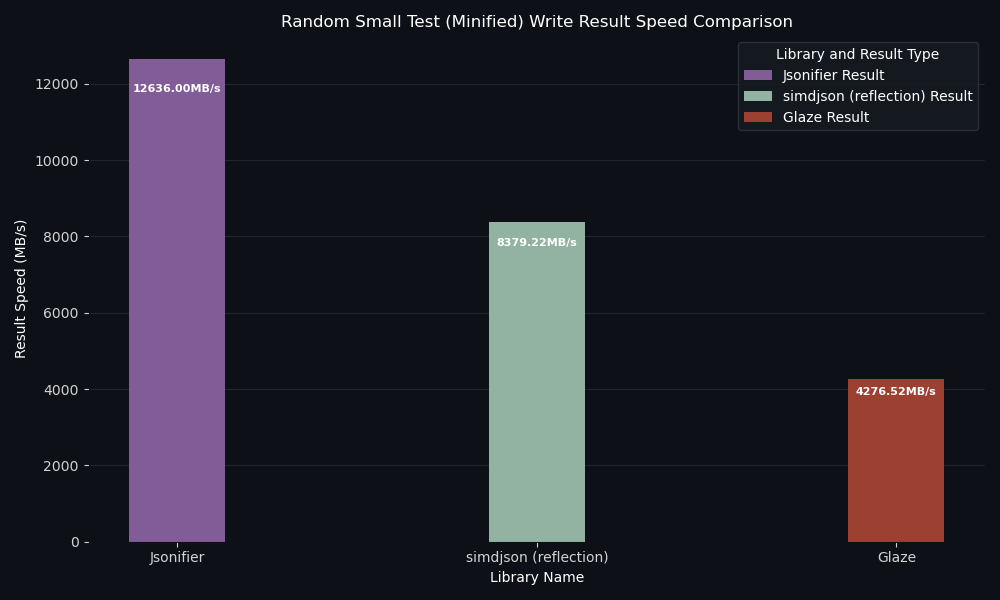 Random Small Test (Minified) Write Result Speed Comparison
Library and Result Type
Jsonifier Result
simdjson (reflection) Result
Glaze Result
12636.00MB/s
8379.22MB/s
4276.52MB/s
Result Speed (MB/s)
12000
10000
8000
6000
4000
2000
0
Jsonifier
simdjson (reflection)
Glaze
Library Name